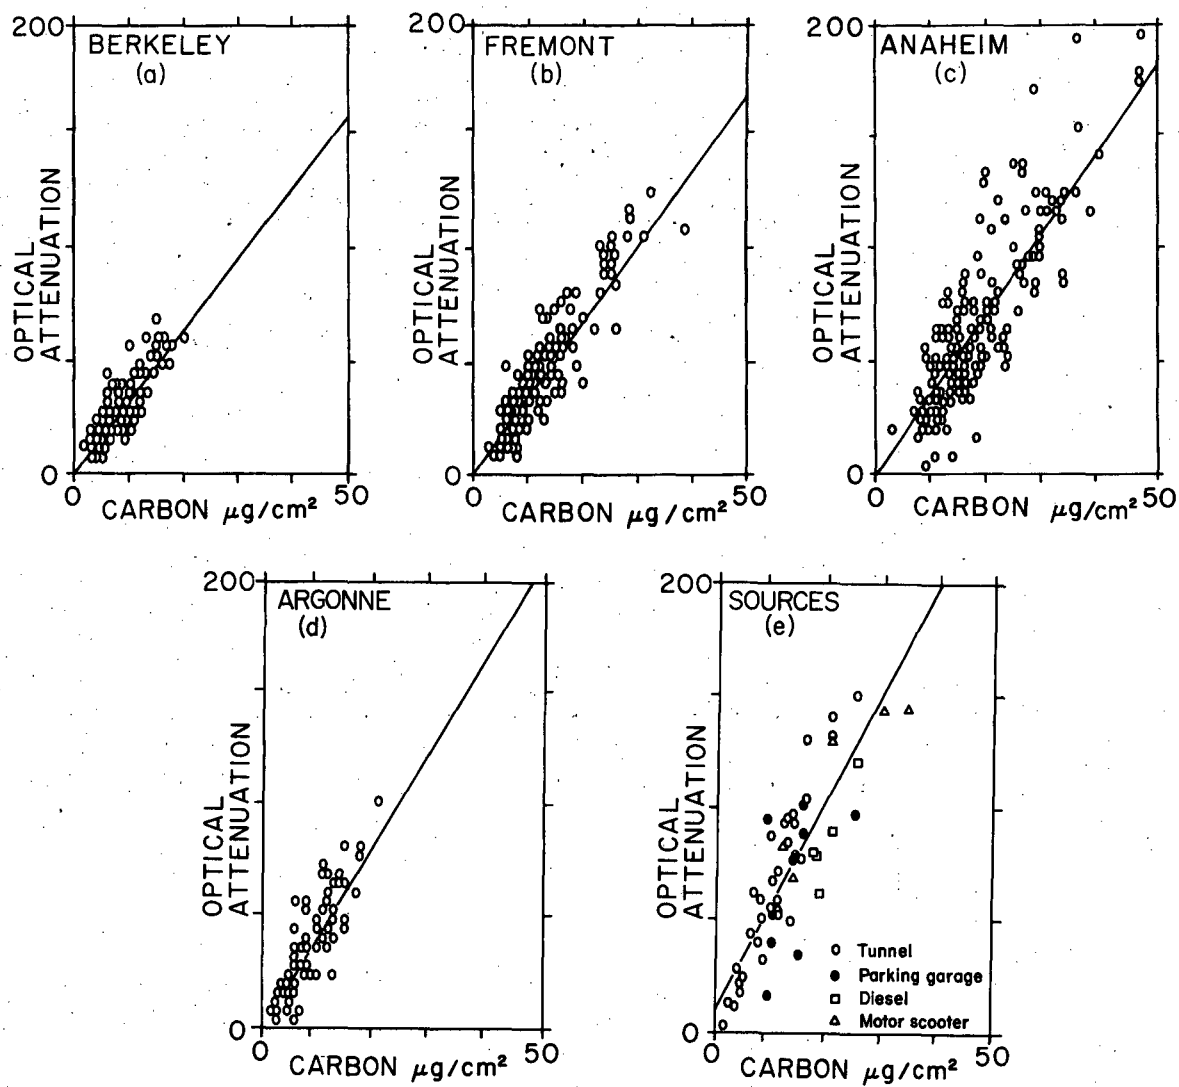 200
BERKELEY
(a)
OPTICAL
ATTENUATION
0
0
50
CARBON µg/cm²
200
FREMONT
(b)
OPTICAL
ATTENUATION
0
0
50
CARBON µg/cm²
200
ANAHEIM
(c)
OPTICAL
ATTENUATION
0
0
50
CARBON µg/cm²
200
ARGONNE
(d)
OPTICAL
ATTENUATION
0
0
50
CARBON µg/cm²
200
SOURCES
(e)
OPTICAL
ATTENUATION
Tunnel
Parking garage
Diesel
Motor scooter
0
0
50
CARBON µg/cm²